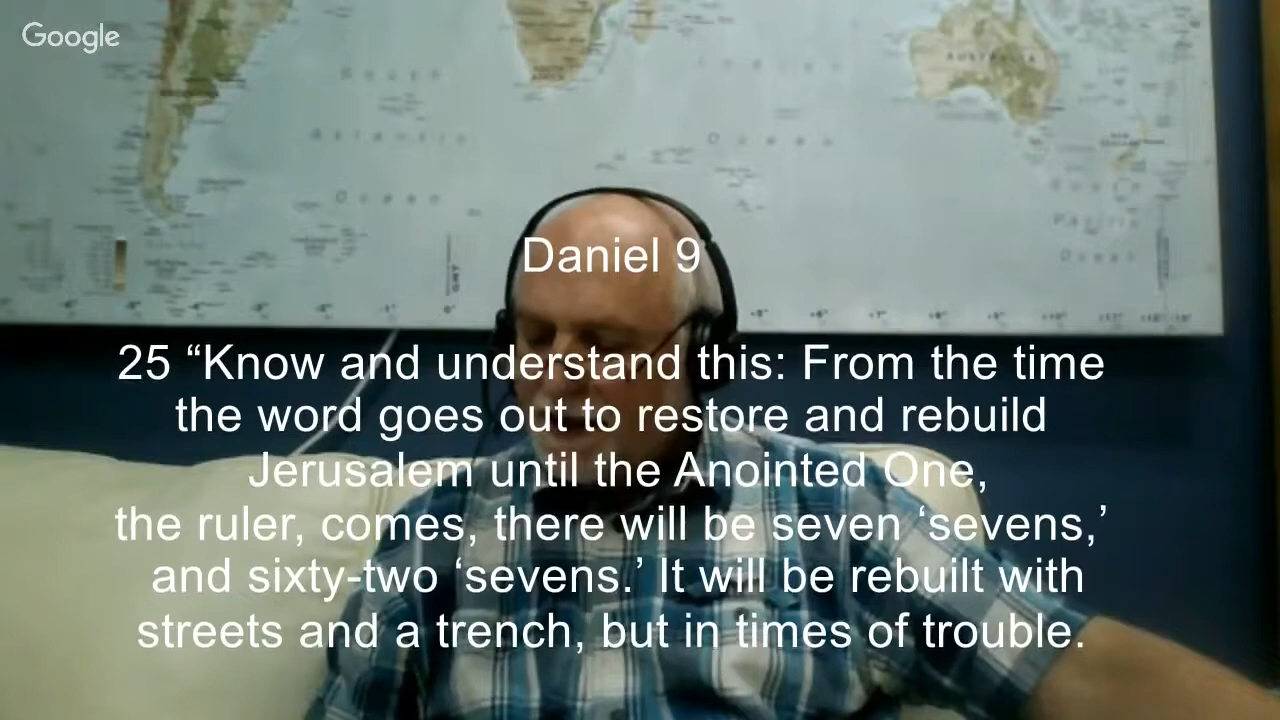 Google
AUSTRALIA
Daniel 9
25 “Know and understand this: From the time
the word goes out to restore and rebuild
Jerusalem until the Anointed One,
the ruler, comes, there will be seven ‘sevens,’
and sixty-two ‘sevens.’ It will be rebuilt with
streets and a trench, but in times of trouble.